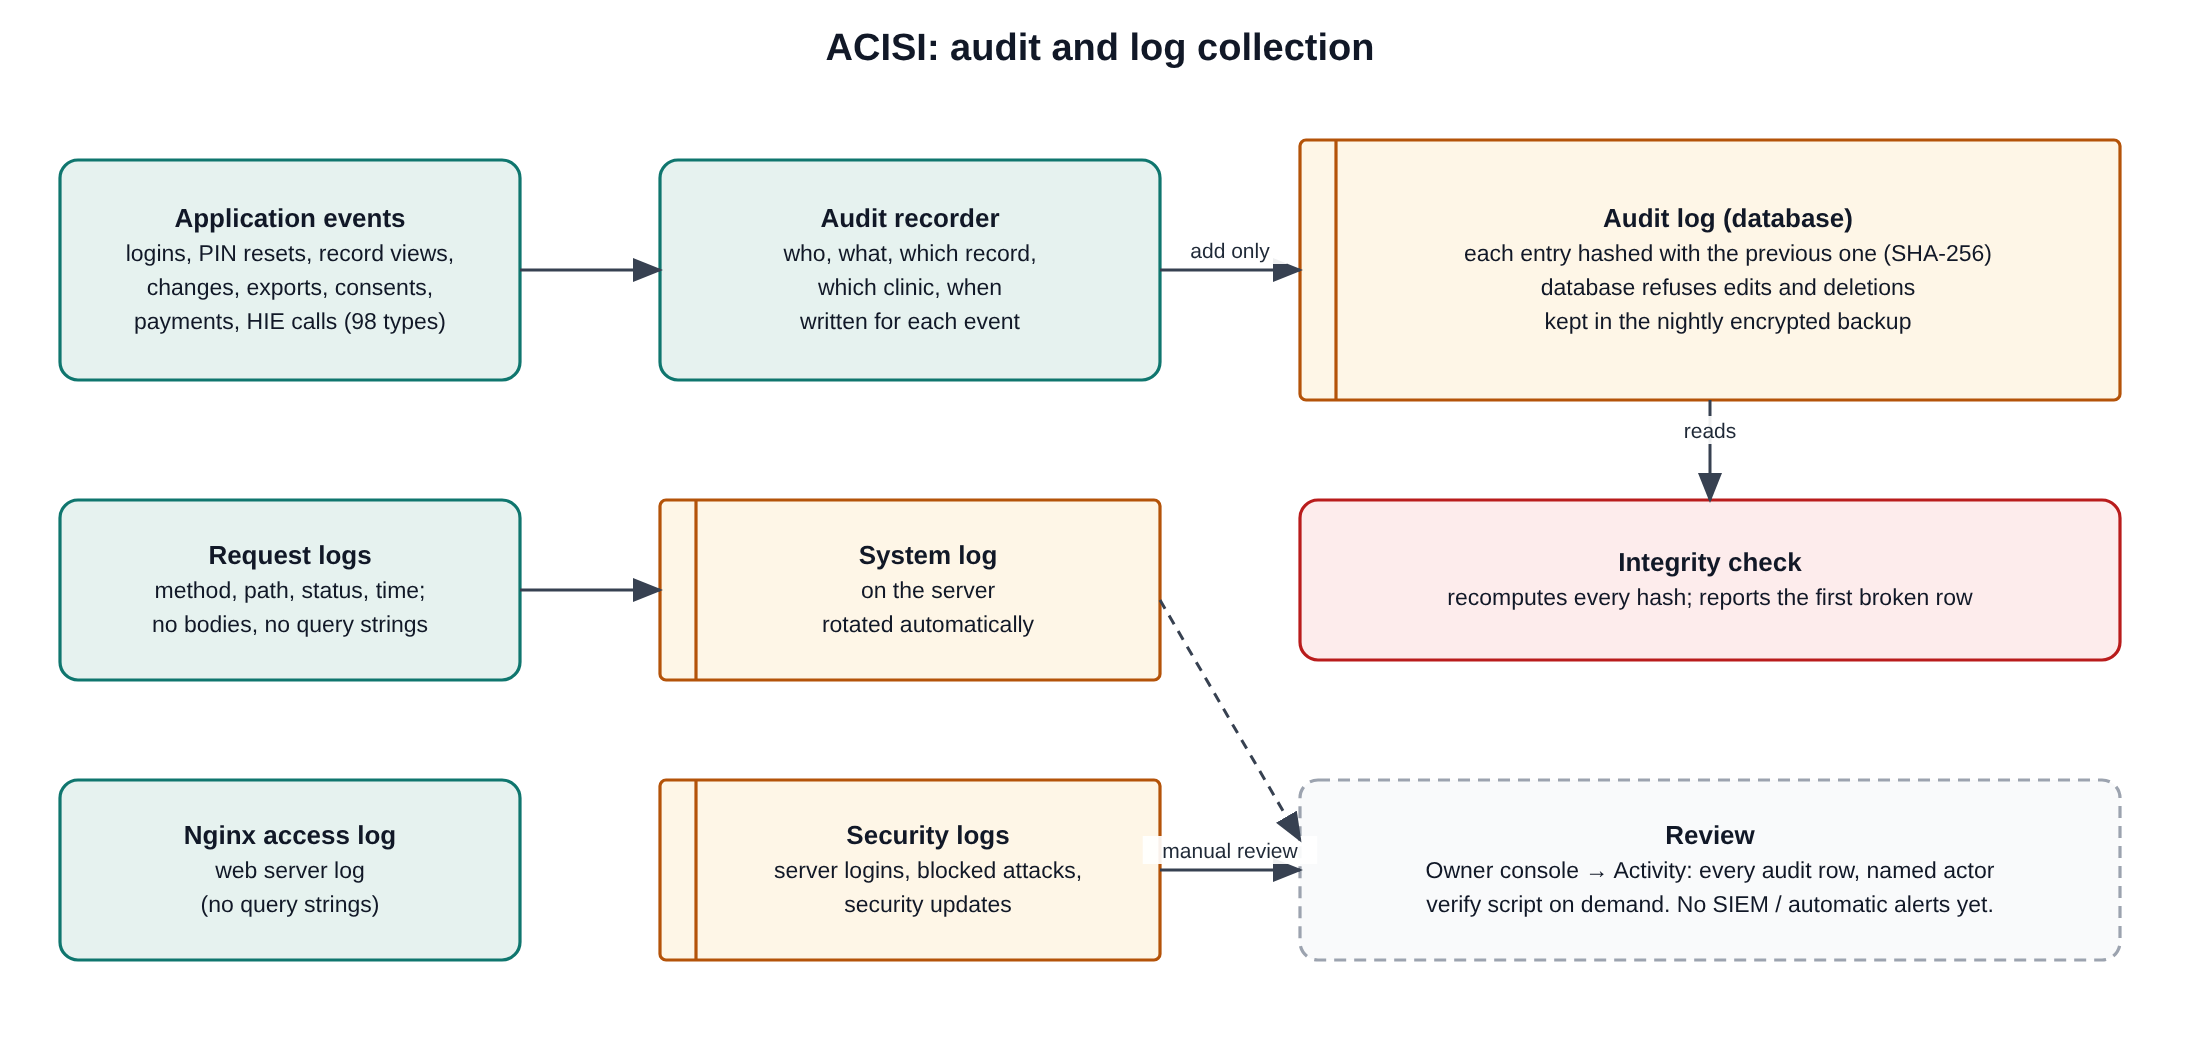 ACISI: audit and log collection
Application events
logins, PIN resets, record views,
changes, exports, consents,
payments, HIE calls (98 types)
Audit recorder
who, what, which record,
which clinic, when
written for each event
add only
Audit log (database)
each entry hashed with the previous one (SHA-256)
database refuses edits and deletions
kept in the nightly encrypted backup
reads
Request logs
method, path, status, time;
no bodies, no query strings
System log
on the server
rotated automatically
Integrity check
recomputes every hash; reports the first broken row
Nginx access log
web server log
(no query strings)
Security logs
server logins, blocked attacks,
security updates
manual review
Review
Owner console → Activity: every audit row, named actor
verify script on demand. No SIEM / automatic alerts yet.